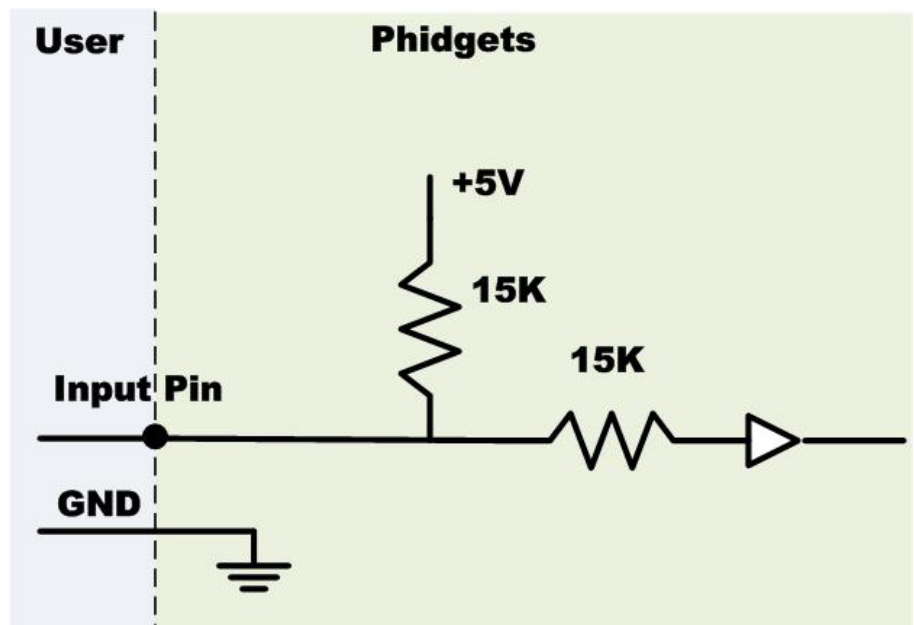 User
Phidgets
+5V
15K
15K
Input Pin
GND